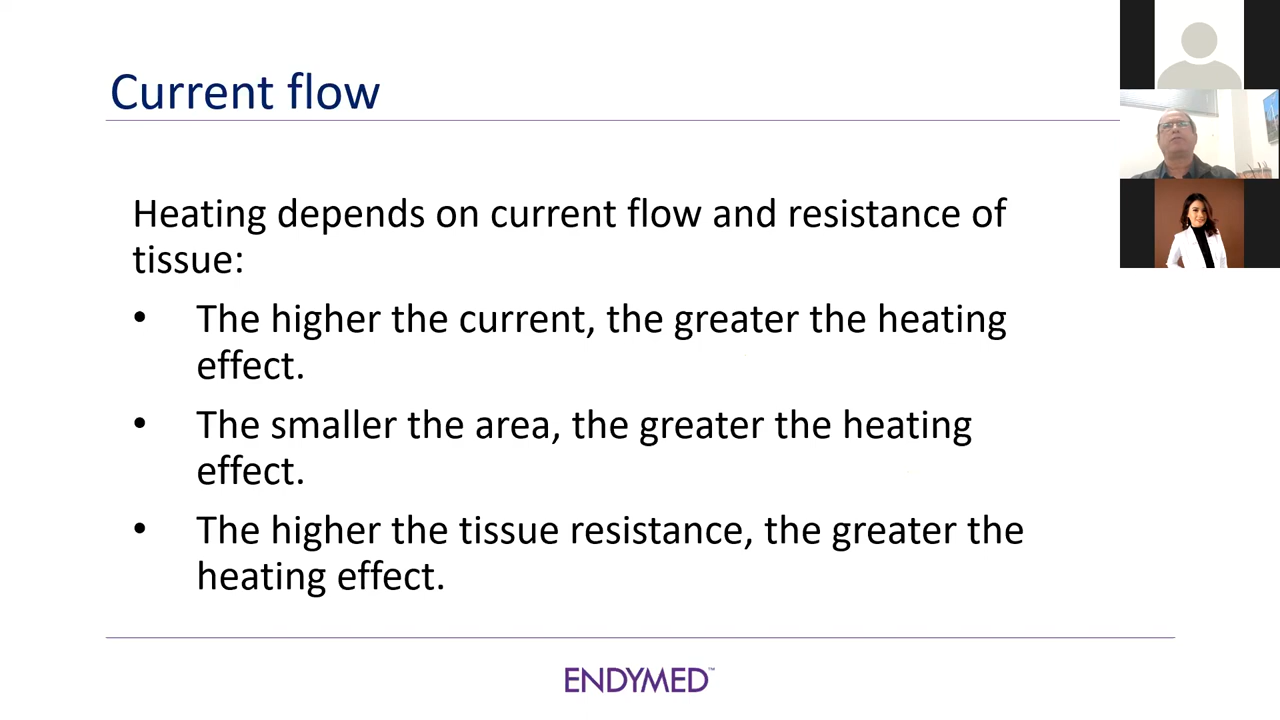 Current flow
Heating depends on current flow and resistance of
tissue:
• The higher the current, the greater the heating
effect.
• The smaller the area, the greater the heating
effect.
• The higher the tissue resistance, the greater the
heating effect.
ENDYMED™